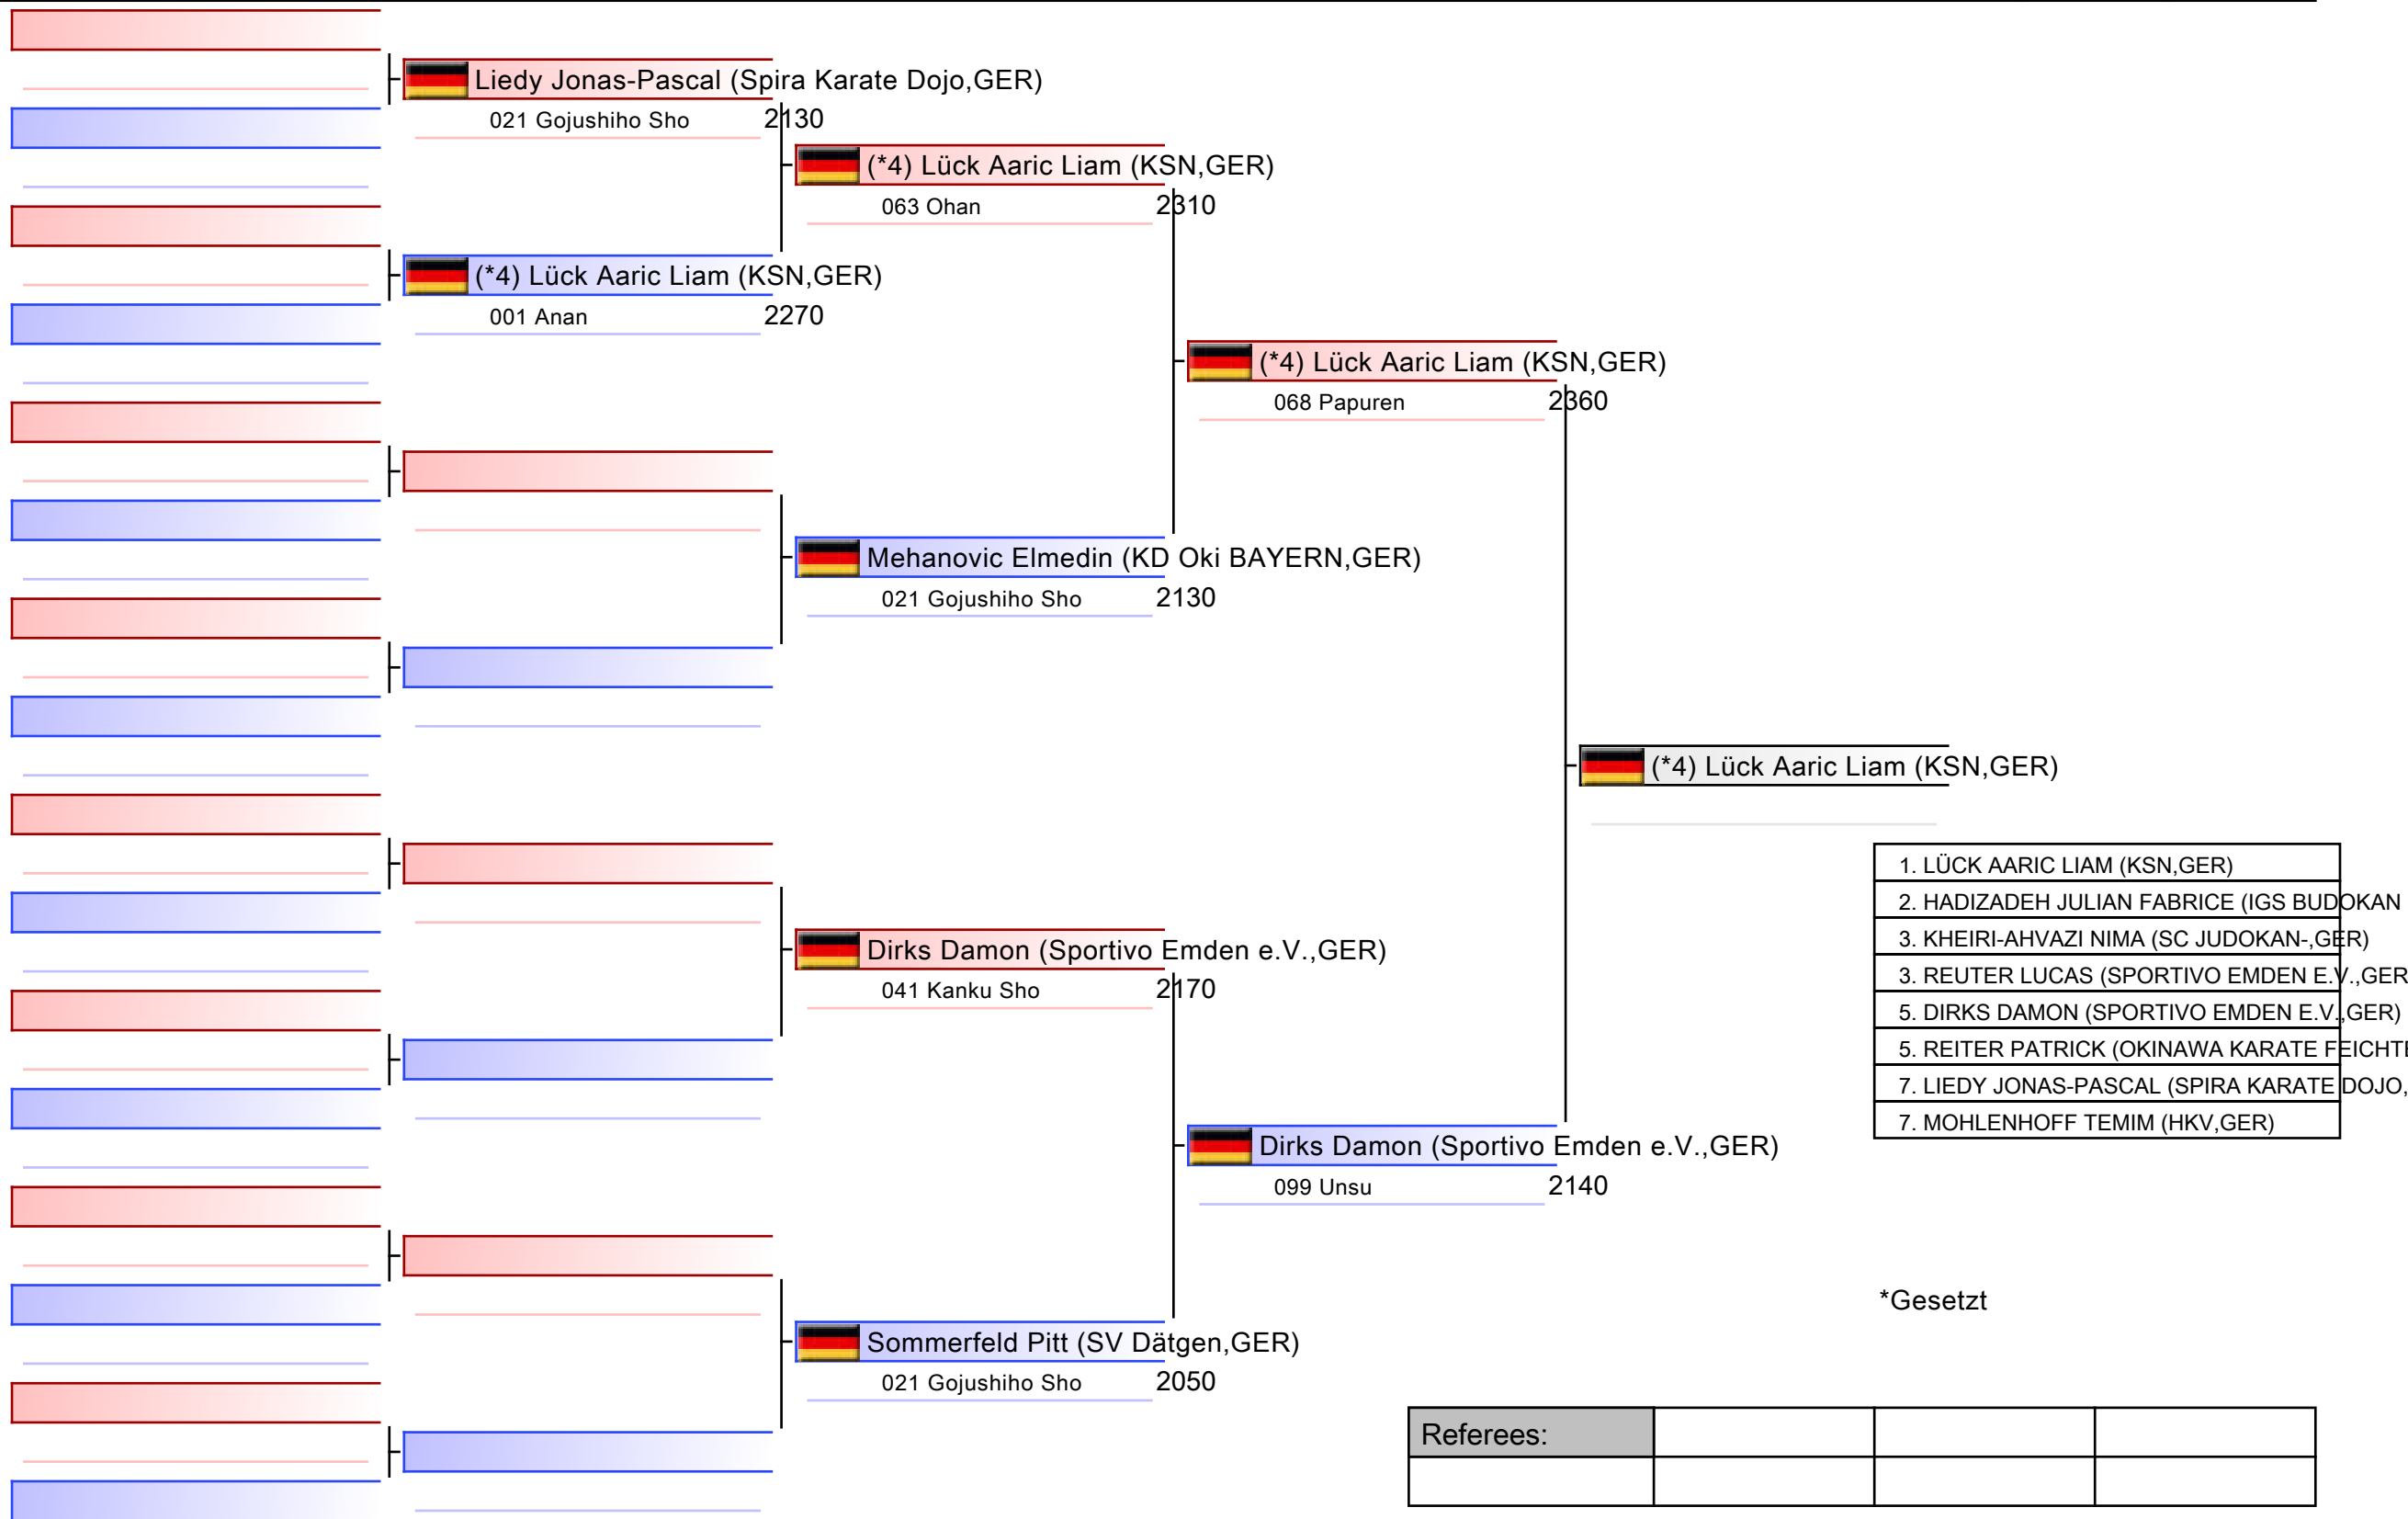 Liedy Jonas-Pascal (Spira Karate Dojo,GER)
021 Gojushiho Sho 2130
(*4) Lück Aaric Liam (KSN,GER)
063 Ohan 2310
(*4) Lück Aaric Liam (KSN,GER)
001 Anan 2270
(*4) Lück Aaric Liam (KSN,GER)
068 Papuren 2360
Mehanovic Elmedin (KD Oki BAYERN,GER)
021 Gojushiho Sho 2130
(*4) Lück Aaric Liam (KSN,GER)
1. LÜCK AARIC LIAM (KSN,GER)
2. HADIZADEH JULIAN FABRICE (IGS BUDOKAN
3. KHEIRI-AHVAZI NIMA (SC JUDOKAN-,GER)
3. REUTER LUCAS (SPORTIVO EMDEN E.V.,GER
5. DIRKS DAMON (SPORTIVO EMDEN E.V.,GER)
5. REITER PATRICK (OKINAWA KARATE FEICHTE
7. LIEDY JONAS-PASCAL (SPIRA KARATE DOJO,
7. MOHLENHOFF TEMIM (HKV,GER)
Dirks Damon (Sportivo Emden e.V.,GER)
041 Kanku Sho 2170
Dirks Damon (Sportivo Emden e.V.,GER)
099 Unsu 2140
*Gesetzt
Sommerfeld Pitt (SV Dätgen,GER)
021 Gojushiho Sho 2050
Referees: